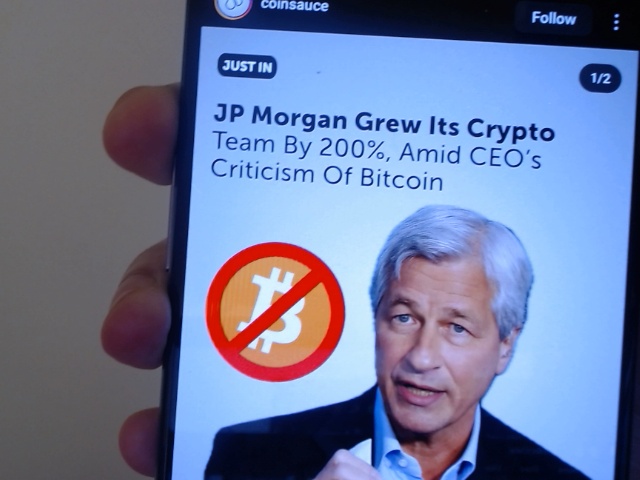 coinsauce
Follow
JUST IN
1/2
JP Morgan Grew Its Crypto
Team By 200%, Amid CEO's
Criticism Of Bitcoin